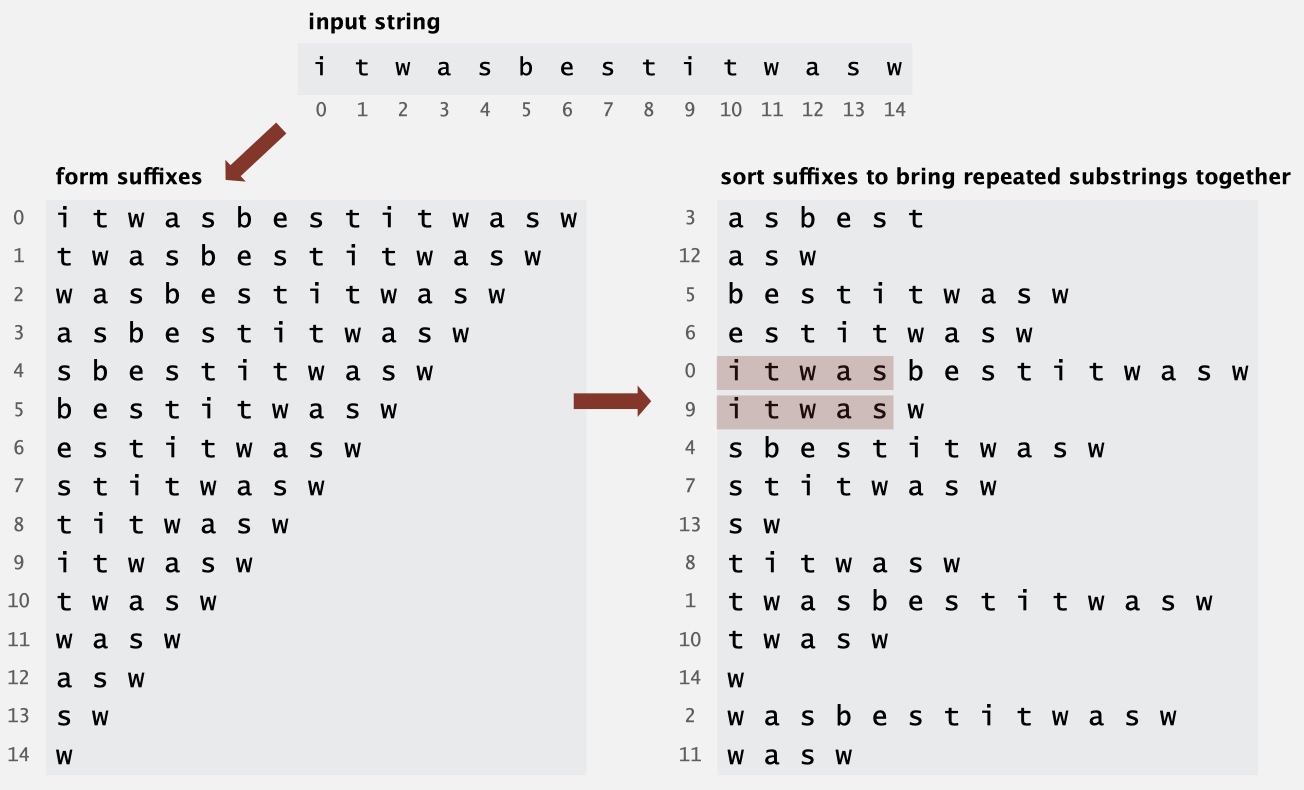 input string
i t w a s b e s t i t w a s w
0 1 2 3 4 5 6 7 8 9 10 11 12 13 14
form suffixes
0 i t w a s b e s t i t w a s w
1 t w a s b e s t i t w a s w
2 w a s b e s t i t w a s w
3 a s b e s t i t w a s w
4 s b e s t i t w a s w
5 b e s t i t w a s w
6 e s t i t w a s w
7 s t i t w a s w
8 t i t w a s w
9 i t w a s w
10 t w a s w
11 w a s w
12 a s w
13 s w
14 w
sort suffixes to bring repeated substrings together
3 a s b e s t
12 a s w
5 b e s t i t w a s w
6 e s t i t w a s w
0 i t w a s b e s t i t w a s w
9 i t w a s w
4 s b e s t i t w a s w
7 s t i t w a s w
13 s w
8 t i t w a s w
1 t w a s b e s t i t w a s w
10 t w a s w
14 w
2 w a s b e s t i t w a s w
11 w a s w